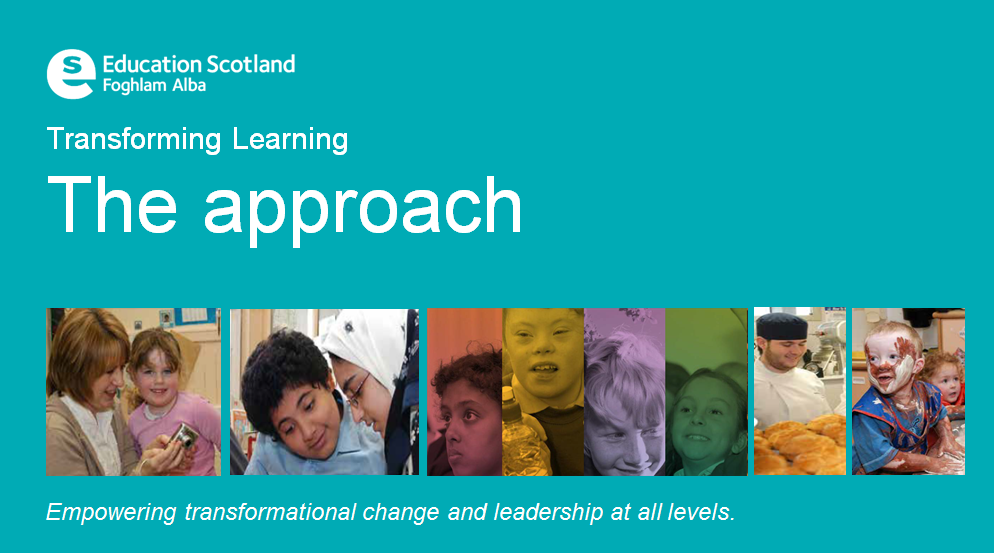 Education Scotland
Foghlam Alba
Transforming Learning
The approach
Empowering transformational change and leadership at all levels.